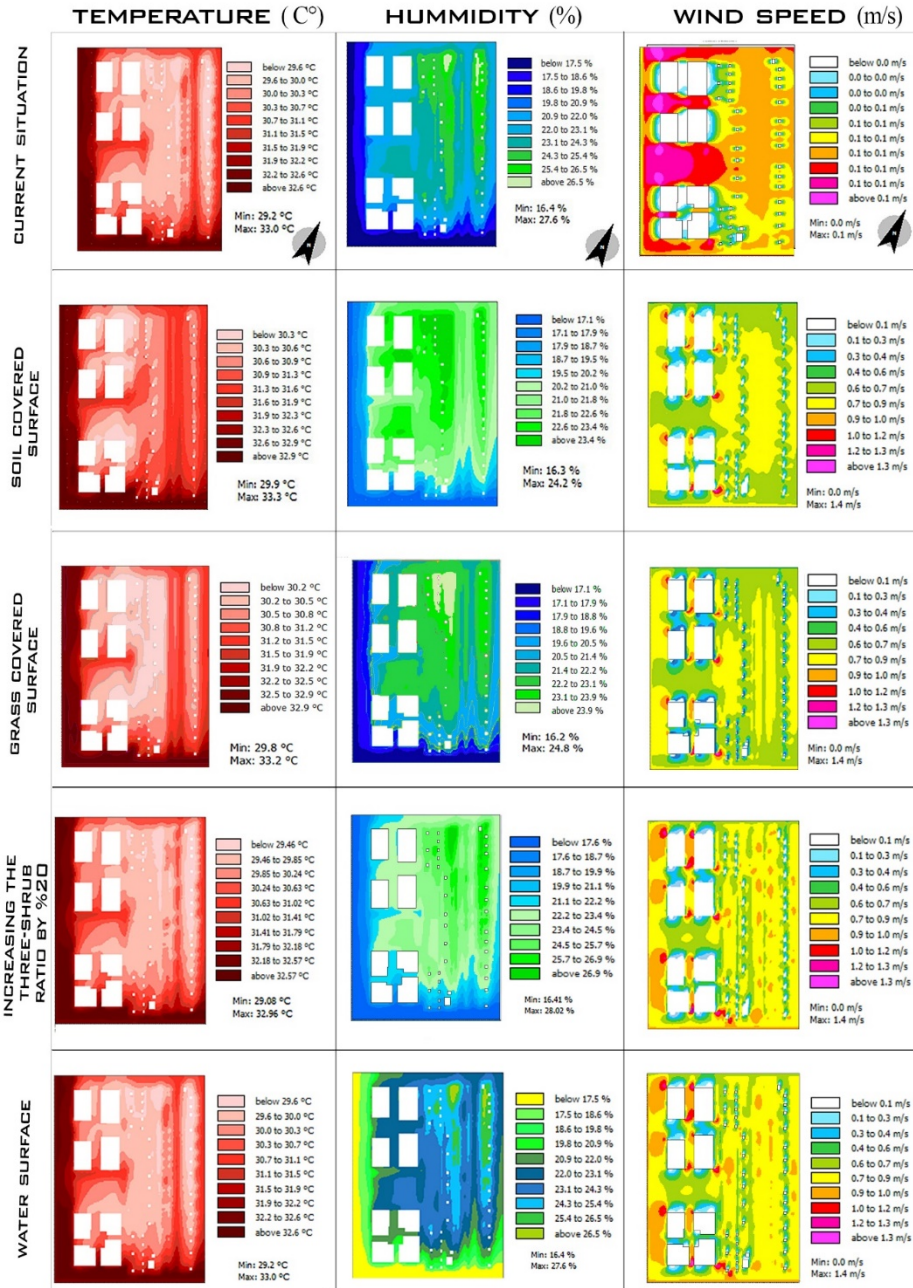 TEMPERATURE (C°)
HUMMIDITY (%)
WIND SPEED (m/s)
CURRENT SITUATION
below 29.6 °C
29.6 to 30.0 °C
30.0 to 30.3 °C
30.3 to 30.7 °C
30.7 to 31.1 °C
31.1 to 31.5 °C
31.5 to 31.9 °C
31.9 to 32.2 °C
32.2 to 32.6 °C
above 32.6 °C
Min: 29.2 °C
Max: 33.0 °C
N
below 17.5 %
17.5 to 18.6 %
18.6 to 19.8 %
19.8 to 20.9 %
20.9 to 22.0 %
22.0 to 23.1 %
23.1 to 24.3 %
24.3 to 25.4 %
25.4 to 26.5 %
above 26.5 %
Min: 16.4 %
Max: 27.6 %
N
below 0.0 m/s
0.0 to 0.0 m/s
0.0 to 0.0 m/s
0.0 to 0.1 m/s
0.1 to 0.1 m/s
0.1 to 0.1 m/s
0.1 to 0.1 m/s
0.1 to 0.1 m/s
0.1 to 0.1 m/s
above 0.1 m/s
Min: 0.0 m/s
Max: 0.1 m/s
N
SOIL COVERED
SURFACE
below 30.3 °C
30.3 to 30.6 °C
30.6 to 30.9 °C
30.9 to 31.3 °C
31.3 to 31.6 °C
31.6 to 31.9 °C
31.9 to 32.3 °C
32.3 to 32.6 °C
32.6 to 32.9 °C
above 32.9 °C
Min: 29.9 °C
Max: 33.3 °C
below 17.1 %
17.1 to 17.9 %
17.9 to 18.7 %
18.7 to 19.5 %
19.5 to 20.2 %
20.2 to 21.0 %
21.0 to 21.8 %
21.8 to 22.6 %
22.6 to 23.4 %
above 23.4 %
Min: 16.3 %
Max: 24.2 %
below 0.1 m/s
0.1 to 0.3 m/s
0.3 to 0.4 m/s
0.4 to 0.6 m/s
0.6 to 0.7 m/s
0.7 to 0.9 m/s
0.9 to 1.0 m/s
1.0 to 1.2 m/s
1.2 to 1.3 m/s
above 1.3 m/s
Min: 0.0 m/s
Max: 1.4 m/s
GRASS COVERED
SURFACE
below 30.2 °C
30.2 to 30.5 °C
30.5 to 30.8 °C
30.8 to 31.2 °C
31.2 to 31.5 °C
31.5 to 31.9 °C
31.9 to 32.2 °C
32.2 to 32.5 °C
32.5 to 32.9 °C
above 32.9 °C
Min: 29.8 °C
Max: 33.2 °C
below 17.1 %
17.1 to 17.9 %
17.9 to 18.8 %
18.8 to 19.6 %
19.6 to 20.5 %
20.5 to 21.4 %
21.4 to 22.2 %
22.2 to 23.1 %
23.1 to 23.9 %
above 23.9 %
Min: 16.2 %
Max: 24.8 %
below 0.1 m/s
0.1 to 0.3 m/s
0.3 to 0.4 m/s
0.4 to 0.6 m/s
0.6 to 0.7 m/s
0.7 to 0.9 m/s
0.9 to 1.0 m/s
1.0 to 1.2 m/s
1.2 to 1.3 m/s
above 1.3 m/s
Min: 0.0 m/s
Max: 1.4 m/s
INCREASING THE
THREE-SHRUB
RATIO BY %20
below 29.46 °C
29.46 to 29.85 °C
29.85 to 30.24 °C
30.24 to 30.63 °C
30.63 to 31.02 °C
31.02 to 31.41 °C
31.41 to 31.79 °C
31.79 to 32.18 °C
32.18 to 32.57 °C
above 32.57 °C
Min: 29.08 °C
Max: 32.96 °C
below 17.6 %
17.6 to 18.7 %
18.7 to 19.9 %
19.9 to 21.1 %
21.1 to 22.2 %
22.2 to 23.4 %
23.4 to 24.5 %
24.5 to 25.7 %
25.7 to 26.9 %
above 26.9 %
Min: 16.41 %
Max: 28.02 %
below 0.1 m/s
0.1 to 0.3 m/s
0.3 to 0.4 m/s
0.4 to 0.6 m/s
0.6 to 0.7 m/s
0.7 to 0.9 m/s
0.9 to 1.0 m/s
1.0 to 1.2 m/s
1.2 to 1.3 m/s
above 1.3 m/s
Min: 0.0 m/s
Max: 1.4 m/s
WATER SURFACE
below 29.6 °C
29.6 to 30.0 °C
30.0 to 30.3 °C
30.3 to 30.7 °C
30.7 to 31.1 °C
31.1 to 31.5 °C
31.5 to 31.9 °C
31.9 to 32.2 °C
32.2 to 32.6 °C
above 32.6 °C
Min: 29.2 °C
Max: 33.0 °C
below 17.5 %
17.5 to 18.6 %
18.6 to 19.8 %
19.8 to 20.9 %
20.9 to 22.0 %
22.0 to 23.1 %
23.1 to 24.3 %
24.3 to 25.4 %
25.4 to 26.5 %
above 26.5 %
Min: 16.4 %
Max: 27.6 %
below 0.1 m/s
0.1 to 0.3 m/s
0.3 to 0.4 m/s
0.4 to 0.6 m/s
0.6 to 0.7 m/s
0.7 to 0.9 m/s
0.9 to 1.0 m/s
1.0 to 1.2 m/s
1.2 to 1.3 m/s
above 1.3 m/s
Min: 0.0 m/s
Max: 1.4 m/s